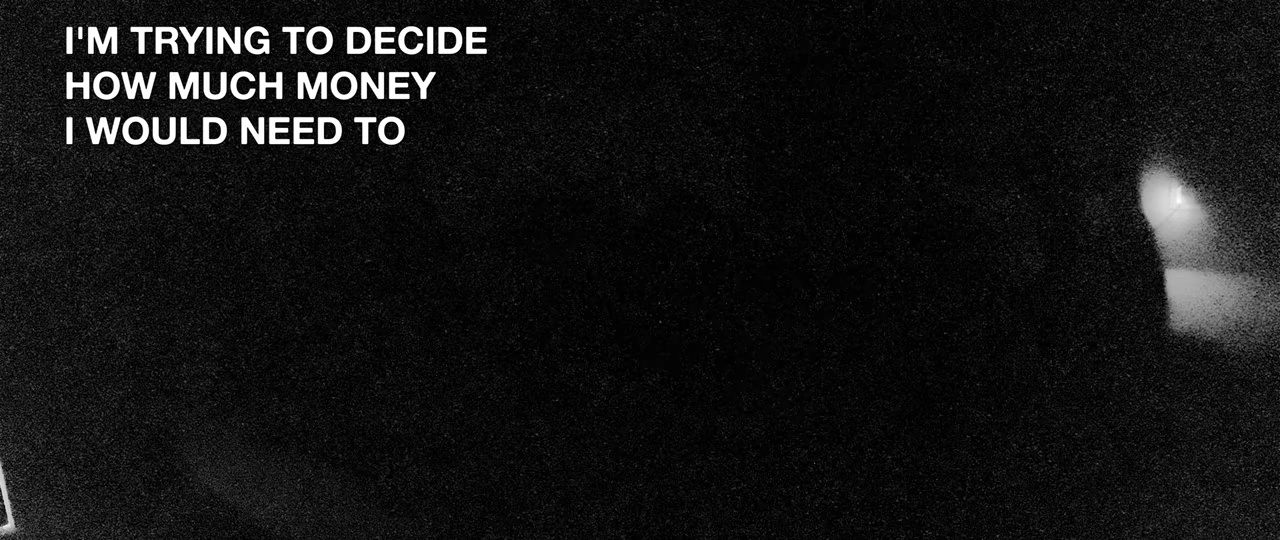 I'M TRYING TO DECIDE
HOW MUCH MONEY
I WOULD NEED TO